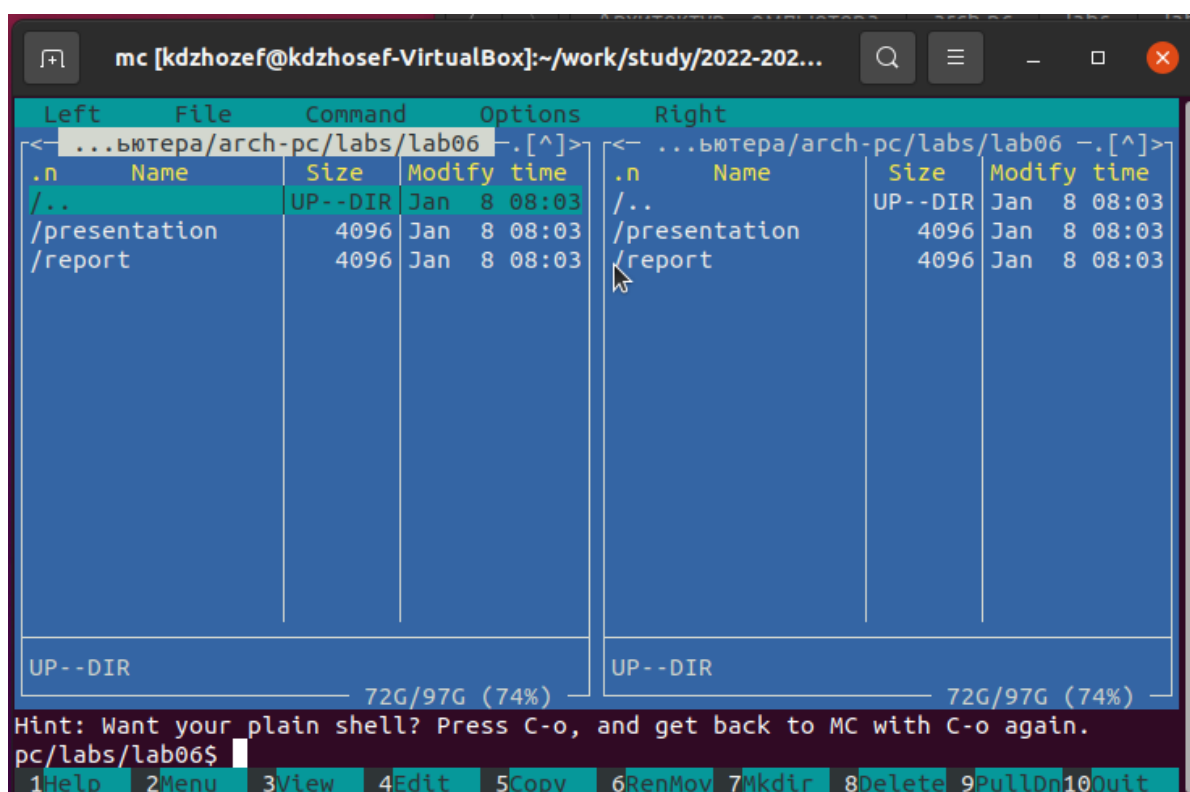 mc [kdzhozef@kdzhosef-VirtualBox]:~/work/study/2022-202...
Left File Command Options Right
<─ ...ьютера/arch-pc/labs/lab06 ─.[^]>
.n Name Size Modify time
/.. UP--DIR Jan 8 08:03
/presentation 4096 Jan 8 08:03
/report 4096 Jan 8 08:03
UP--DIR
72G/97G (74%)
<─ ...ьютера/arch-pc/labs/lab06 ─.[^]>
.n Name Size Modify time
/.. UP--DIR Jan 8 08:03
/presentation 4096 Jan 8 08:03
/report 4096 Jan 8 08:03
UP--DIR
72G/97G (74%)
Hint: Want your plain shell? Press C-o, and get back to MC with C-o again.
pc/labs/lab06$
1Help 2Menu 3View 4Edit 5Copy 6RenMov 7Mkdir 8Delete 9PullDn 10Quit